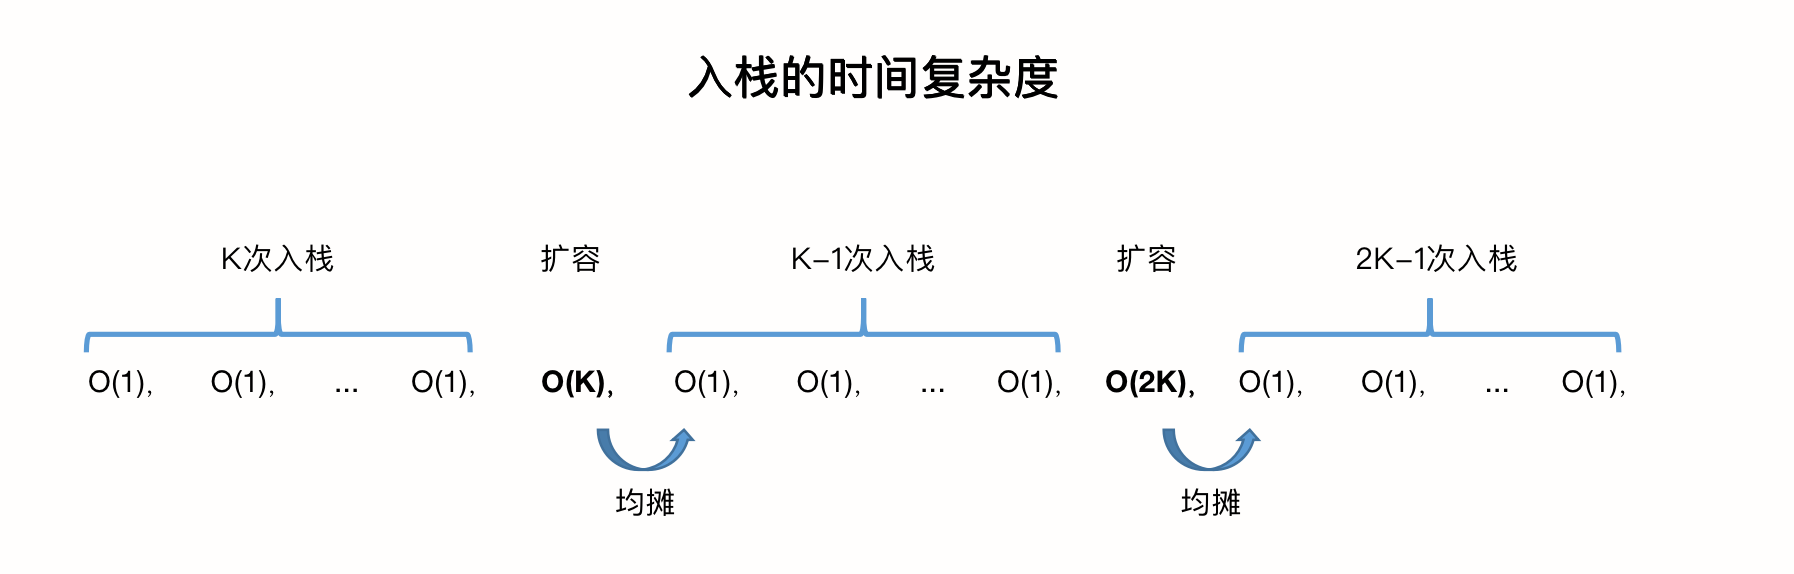 入栈的时间复杂度
K次入栈 扩容 K-1次入栈 扩容 2K-1次入栈
O(1), O(1), ... O(1), O(K), O(1), O(1), ... O(1), O(2K), O(1), O(1), ... O(1),
均摊 均摊